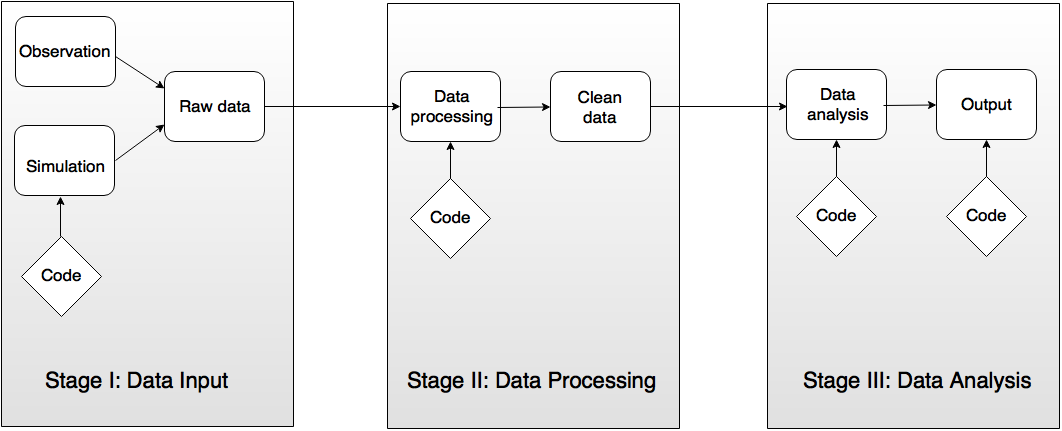 Observation
Raw data
Simulation
Code
Stage I: Data Input
Data
processing
Clean
data
Code
Stage II: Data Processing
Data
analysis
Output
Code
Code
Stage III: Data Analysis